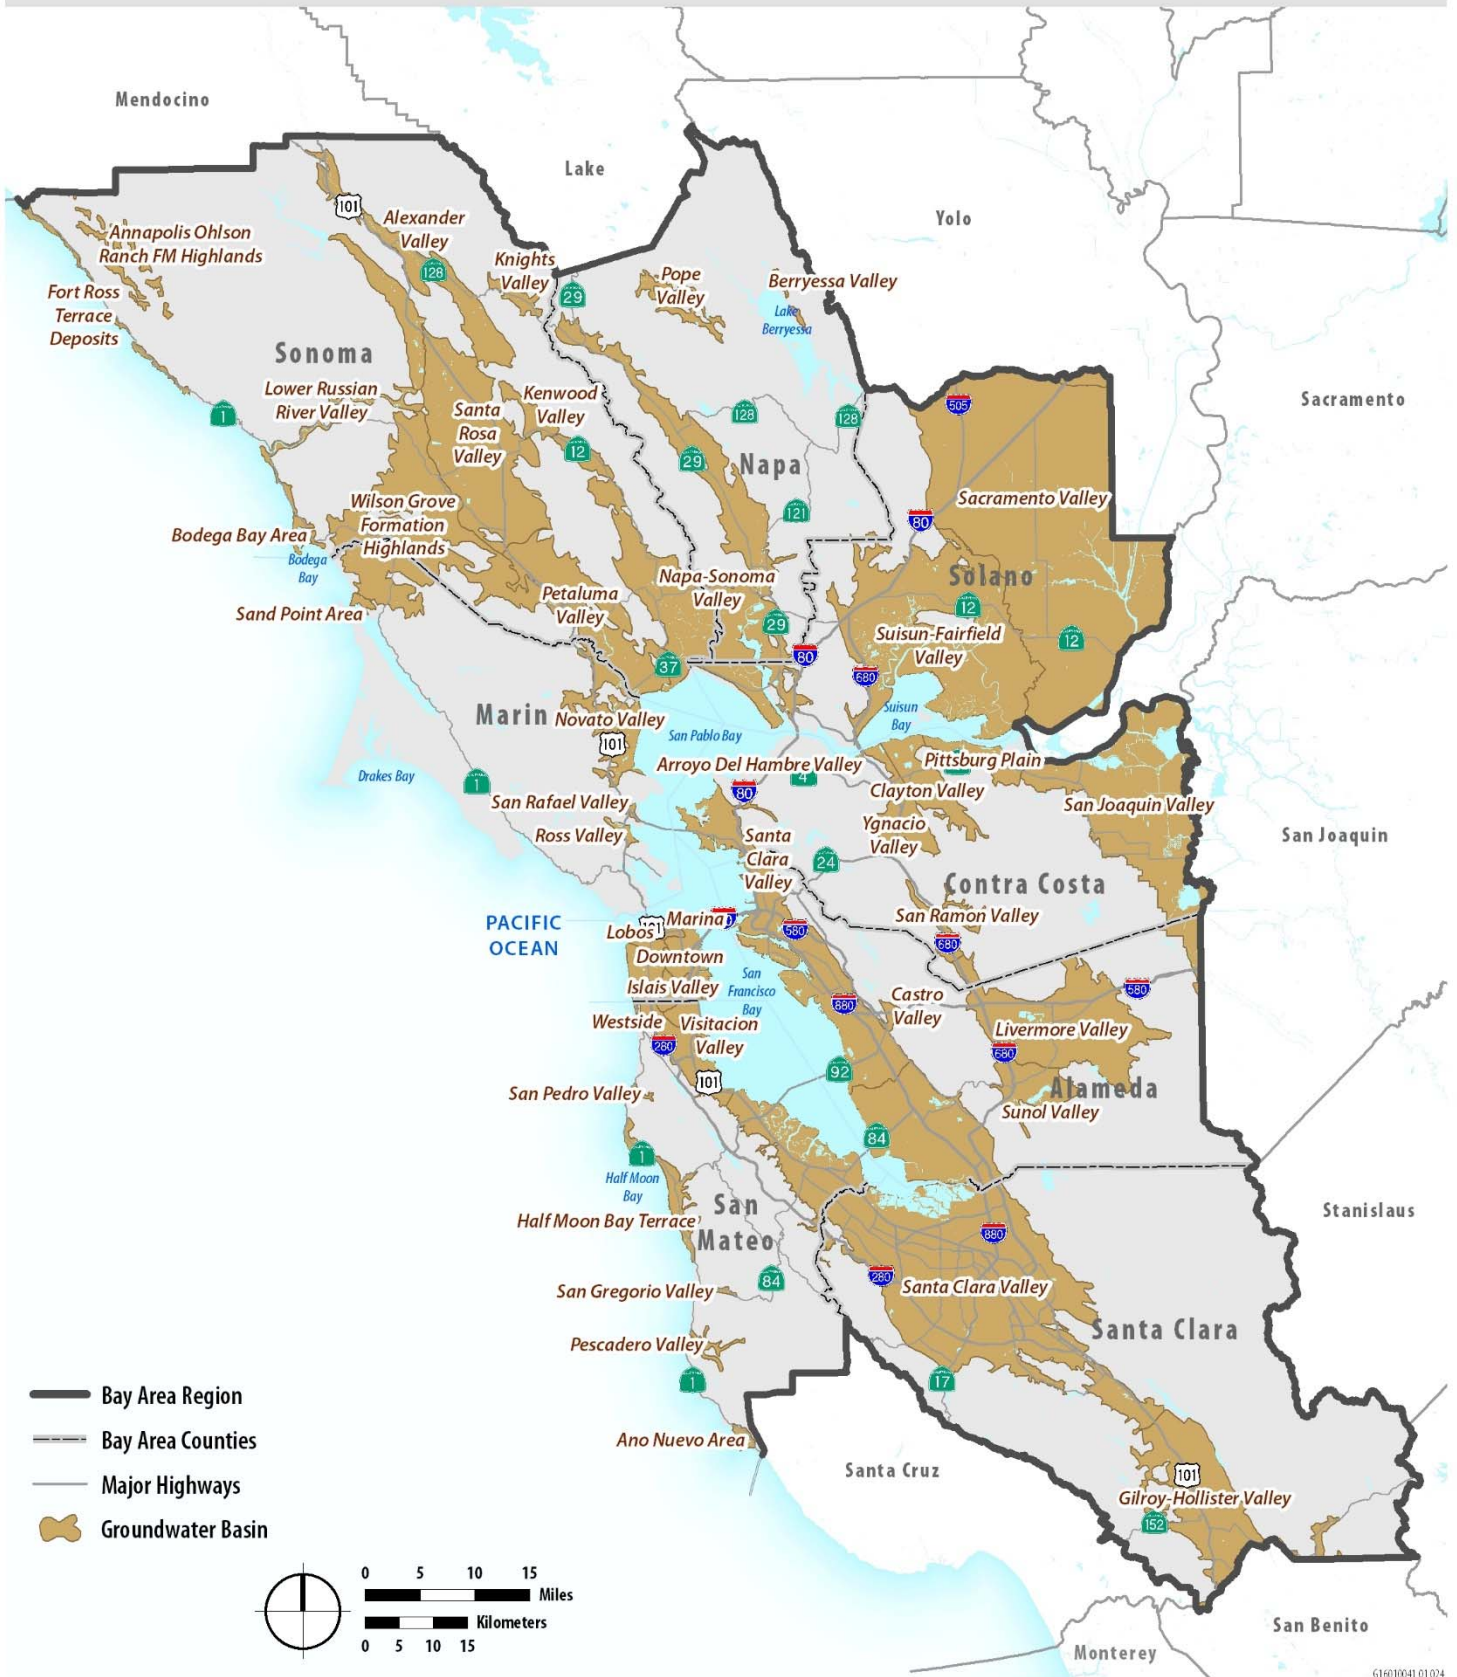 Mendocino
Lake
Yolo
101
Alexander
Valley
Annapolis Ohlson
Ranch FM Highlands
128
Knights
Valley
29
Pope
Valley
Berryessa Valley
Lake
Berryessa
Fort Ross
Terrace
Deposits
Sonoma
Lower Russian
River Valley
1
Kenwood
Valley
Santa
Rosa
Valley
12
128
128
29
Napa
121
505
Sacramento
Sacramento Valley
80
Wilson Grove
Formation
Highlands
Bodega Bay Area
Bodega
Bay
Sand Point Area
Petaluma
Valley
Napa-Sonoma
Valley
29
Solano
12
12
Suisun-Fairfield
Valley
80
37
680
Suisun
Bay
Marin
Novato Valley
101
San Pablo Bay
Drakes Bay
1
Arroyo Del Hambre Valley
4
Pittsburg Plain
80
Clayton Valley
San Joaquin Valley
San Rafael Valley
Ross Valley
Ygnacio
Valley
Santa
Clara
Valley
24
San Joaquin
Contra Costa
San Ramon Valley
PACIFIC
OCEAN
Marina
101
Lobos
580
680
Downtown
Islais Valley
San
Francisco
Bay
680
Castro
Valley
580
Westside
Visitacion
Valley
280
Livermore Valley
680
92
101
San Pedro Valley
Alameda
Sunol Valley
84
1
Half Moon
Bay
San
Mateo
Half Moon Bay Terrace
Stanislaus
880
280
84
San Gregorio Valley
Santa Clara Valley
Santa Clara
Pescadero Valley
1
17
Ano Nuevo Area
Santa Cruz
101
Gilroy-Hollister Valley
152
San Benito
Monterey
Bay Area Region
Bay Area Counties
Major Highways
Groundwater Basin
0 5 10 15
Miles
Kilometers
0 5 10 15
G16010041 01 024